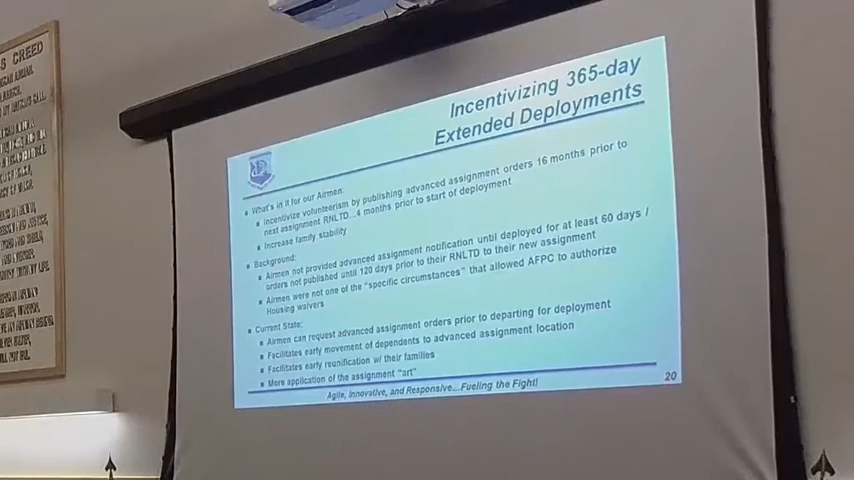 S CREED
Incentivizing 365-day
Extended Deployments
What's in it for our Airmen:
Incentivize volunteerism by publishing advanced assignment orders 16 months prior to
next assignment RNLTD...4 months prior to start of deployment
Increase family stability
Background:
Airmen not provided advanced assignment notification until deployed for at least 60 days /
orders not published until 120 days prior to their RNLTD to their new assignment
Airmen were not one of the "specific circumstances" that allowed AFPC to authorize
Housing waivers
Current State:
Airmen can request advanced assignment orders prior to departing for deployment
Facilitates early movement of dependents to advanced assignment location
Facilitates early reunification w/ their families
More application of the assignment "art"
Agile, Innovative, and Responsive...Fueling the Fight!
20